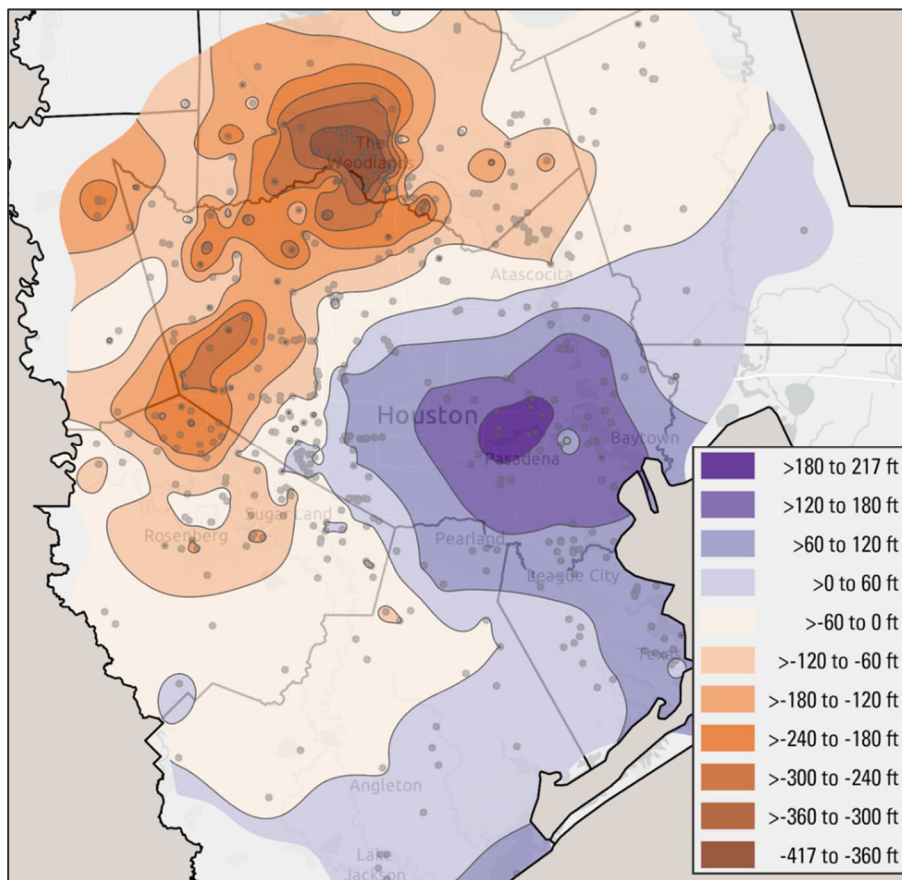 The
Woodlands
Atascocita
Houston
Baytown
Pasadena
Sugar Land
Rosenberg
Pearland
League City
Texas
Angleton
Lake
Jackson
>180 to 217 ft
>120 to 180 ft
>60 to 120 ft
>0 to 60 ft
>-60 to 0 ft
>-120 to -60 ft
>-180 to -120 ft
>-240 to -180 ft
>-300 to -240 ft
>-360 to -300 ft
-417 to -360 ft